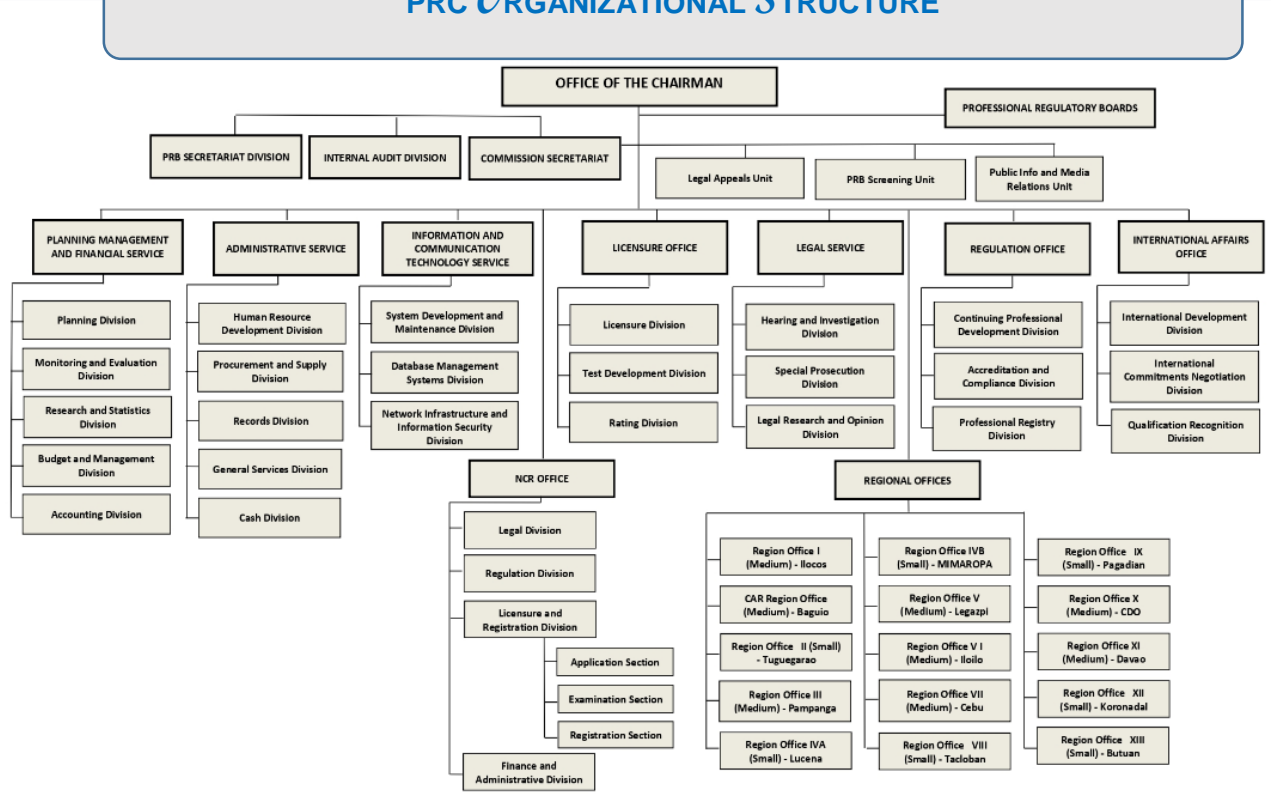 PRC ORGANIZATIONAL STRUCTURE
OFFICE OF THE CHAIRMAN
PROFESSIONAL REGULATORY BOARDS
PRB SECRETARIAT DIVISION
INTERNAL AUDIT DIVISION
COMMISSION SECRETARIAT
Legal Appeals Unit
PRB Screening Unit
Public Info and Media
Relations Unit
PLANNING MANAGEMENT
AND FINANCIAL SERVICE
ADMINISTRATIVE SERVICE
INFORMATION AND
COMMUNICATION
TECHNOLOGY SERVICE
LICENSURE OFFICE
LEGAL SERVICE
REGULATION OFFICE
INTERNATIONAL AFFAIRS
OFFICE
Planning Division
Monitoring and Evaluation
Division
Research and Statistics
Division
Budget and Management
Division
Accounting Division
Human Resource
Development Division
Procurement and Supply
Division
Records Division
General Services Division
Cash Division
System Development and
Maintenance Division
Database Management
Systems Division
Network Infrastructure and
Information Security
Division
Licensure Division
Test Development Division
Rating Division
Hearing and Investigation
Division
Special Prosecution
Division
Legal Research and Opinion
Division
Continuing Professional
Development Division
Accreditation and
Compliance Division
Professional Registry
Division
International Development
Division
International
Commitments Negotiation
Division
Qualification Recognition
Division
NCR OFFICE
Legal Division
Regulation Division
Licensure and
Registration Division
Application Section
Examination Section
Registration Section
Finance and
Administrative Division
REGIONAL OFFICES
Region Office I
(Medium) - Ilocos
CAR Region Office
(Medium) - Baguio
Region Office II (Small)
- Tuguegarao
Region Office III
(Medium) - Pampanga
Region Office IVA
(Small) - Lucena
Region Office IVB
(Small) - MIMAROPA
Region Office V
(Medium) - Legazpi
Region Office V I
(Medium) - Iloilo
Region Office VII
(Medium) - Cebu
Region Office VIII
(Small) - Tacloban
Region Office IX
(Small) - Pagadian
Region Office X
(Medium) - CDO
Region Office XI
(Medium) - Davao
Region Office XII
(Small) - Koronadal
Region Office XIII
(Small) - Butuan